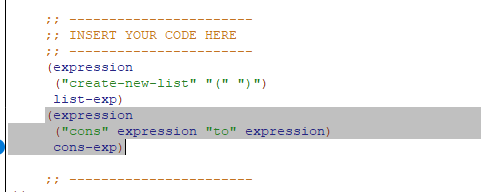 ;; -----------------------
;; INSERT YOUR CODE HERE
;; -----------------------
(expression
("create-new-list" "(" ")")
list-exp)
(expression
("cons" expression "to" expression)
cons-exp)
;; -----------------------